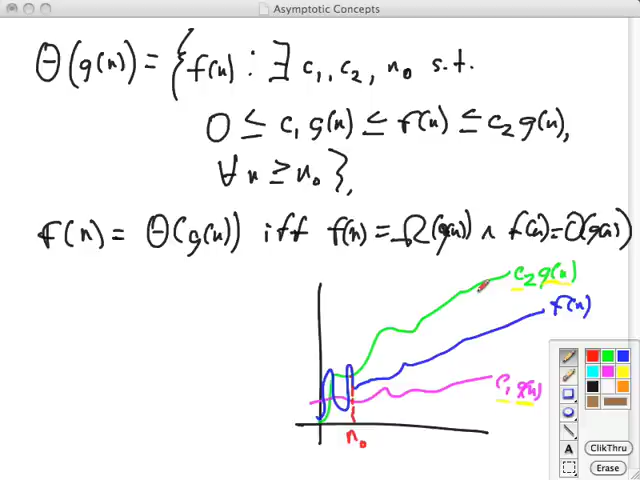 Asymptotic Concepts
Θ(g(n)) = { f(n) : ∃ c₁, c₂, n₀ s.t.
0 ≤ c₁ g(n) ≤ f(n) ≤ c₂ g(n),
∀ n ≥ n₀ },
f(n) = Θ(g(n)) iff f(n) = Ω(g(n)) ∧ f(n) = O(g(n))
c₂ g(n)
f(n)
c₁ g(n)
n₀
A
ClikThru
Erase